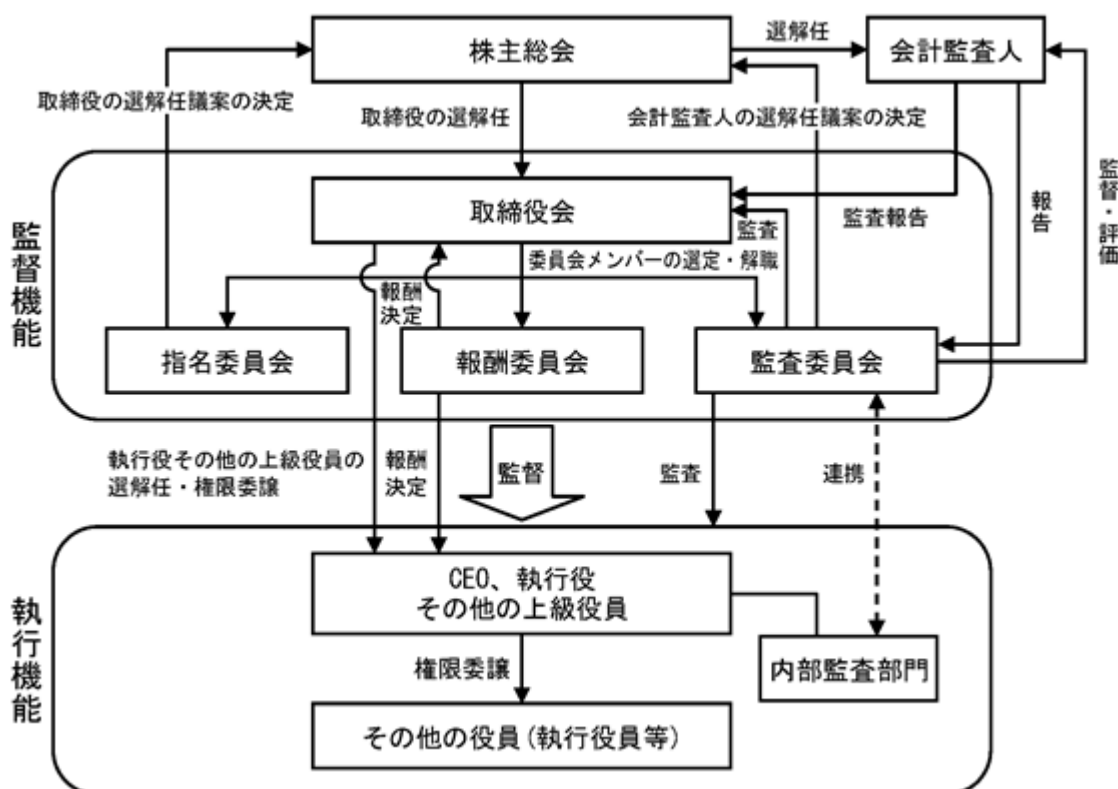 株主総会
選解任
会計監査人
取締役の選解任議案の決定
取締役の選解任
会計監査人の選解任議案の決定
監督機能
取締役会
監査
監査報告
報告
監督・評価
委員会メンバーの選定・解職
報酬
決定
指名委員会
報酬委員会
監査委員会
執行役その他の上級役員の
選解任・権限委譲
報酬
決定
監督
監査
連携
執行機能
CEO、執行役
その他の上級役員
権限委譲
内部監査部門
その他の役員(執行役員等)